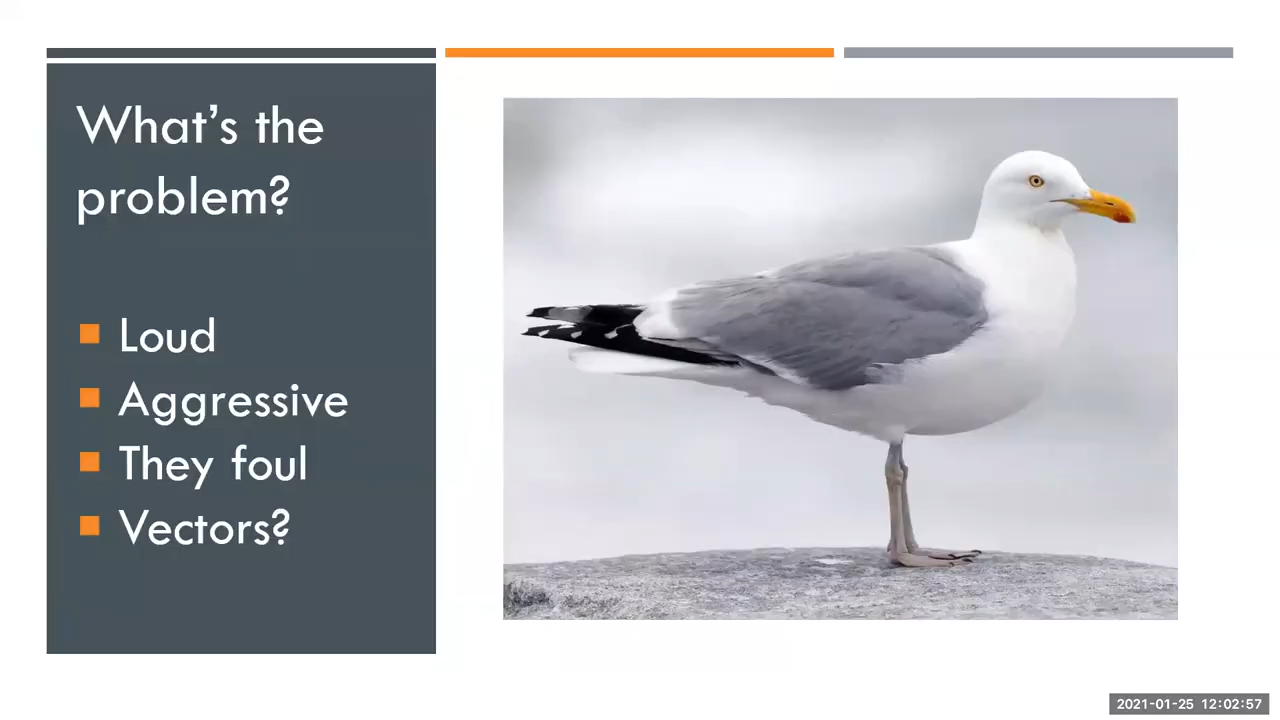 What's the
problem?
Loud
Aggressive
They foul
Vectors?
2021-01-25 12:02:57